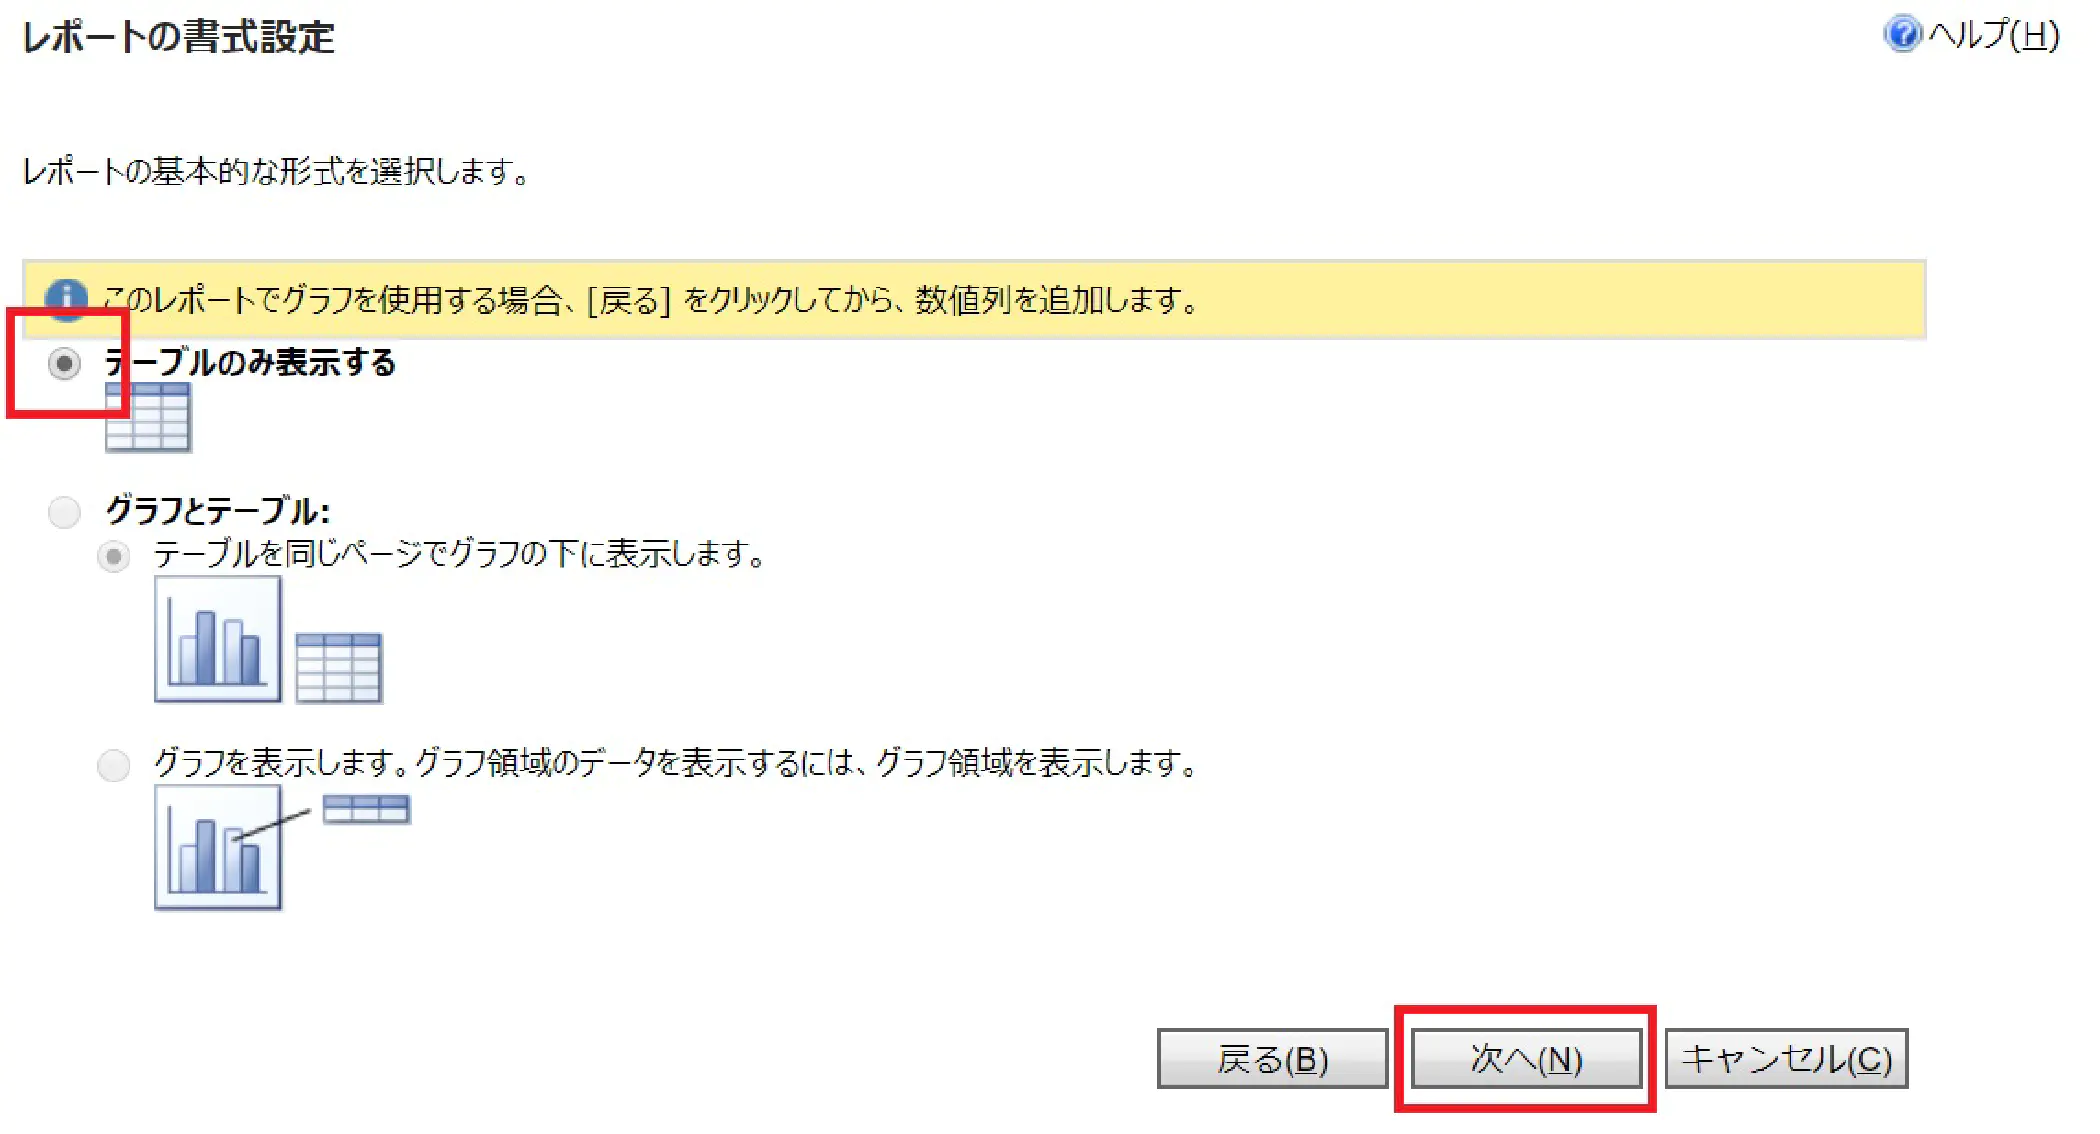 レポートの書式設定
ヘルプ(H)
レポートの基本的な形式を選択します。
このレポートでグラフを使用する場合、[戻る] をクリックしてから、数値列を追加します。
テーブルのみ表示する
グラフとテーブル:
テーブルを同じページでグラフの下に表示します。
グラフを表示します。グラフ領域のデータを表示するには、グラフ領域を表示します。
戻る(B)
次へ(N)
キャンセル(C)